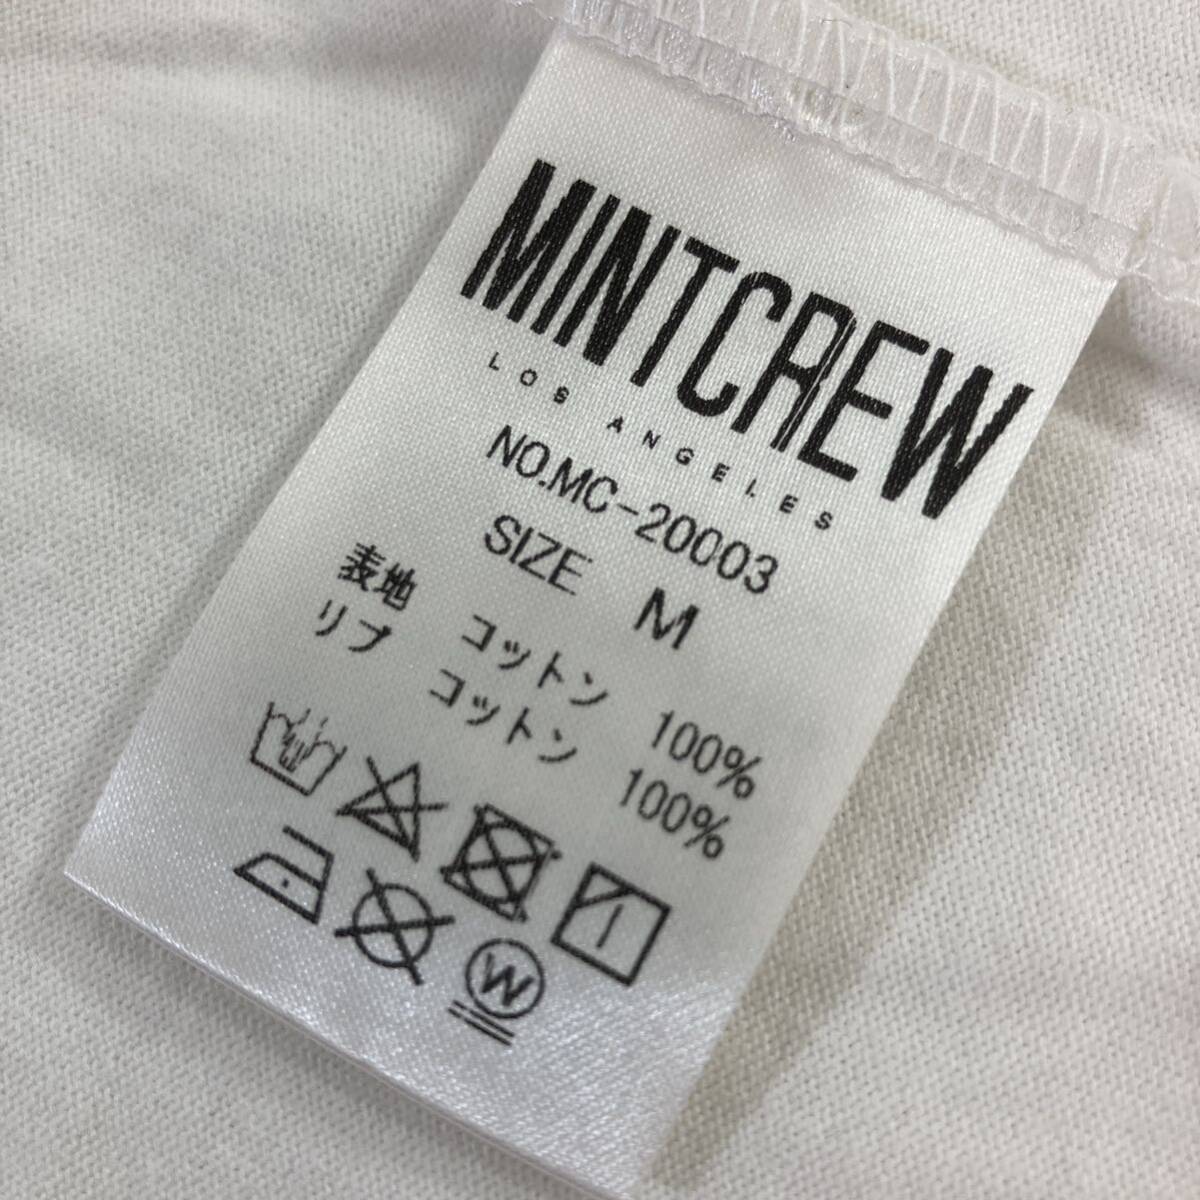 MINTCREW
LOS ANGELES
NO.MC-20003
SIZE M
表地 コットン 100%
リブ コットン 100%
W